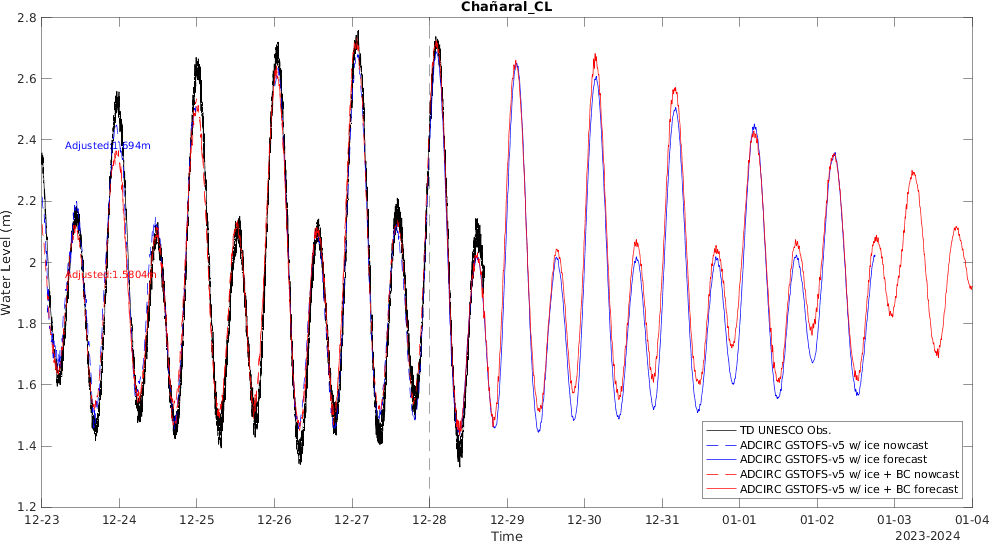 Chañaral_CL
2.8
2.6
2.4
2.2
2
1.8
1.6
1.4
1.2
Water Level (m)
Adjusted:1.5804m
TD UNESCO Obs.
ADCIRC GSTOFS-v5 w/ ice nowcast
ADCIRC GSTOFS-v5 w/ ice forecast
ADCIRC GSTOFS-v5 w/ ice + BC nowcast
ADCIRC GSTOFS-v5 w/ ice + BC forecast
12-23 12-24 12-25 12-26 12-27 12-28 12-29 12-30 12-31 01-01 01-02 01-03 01-04
Time
2023-2024